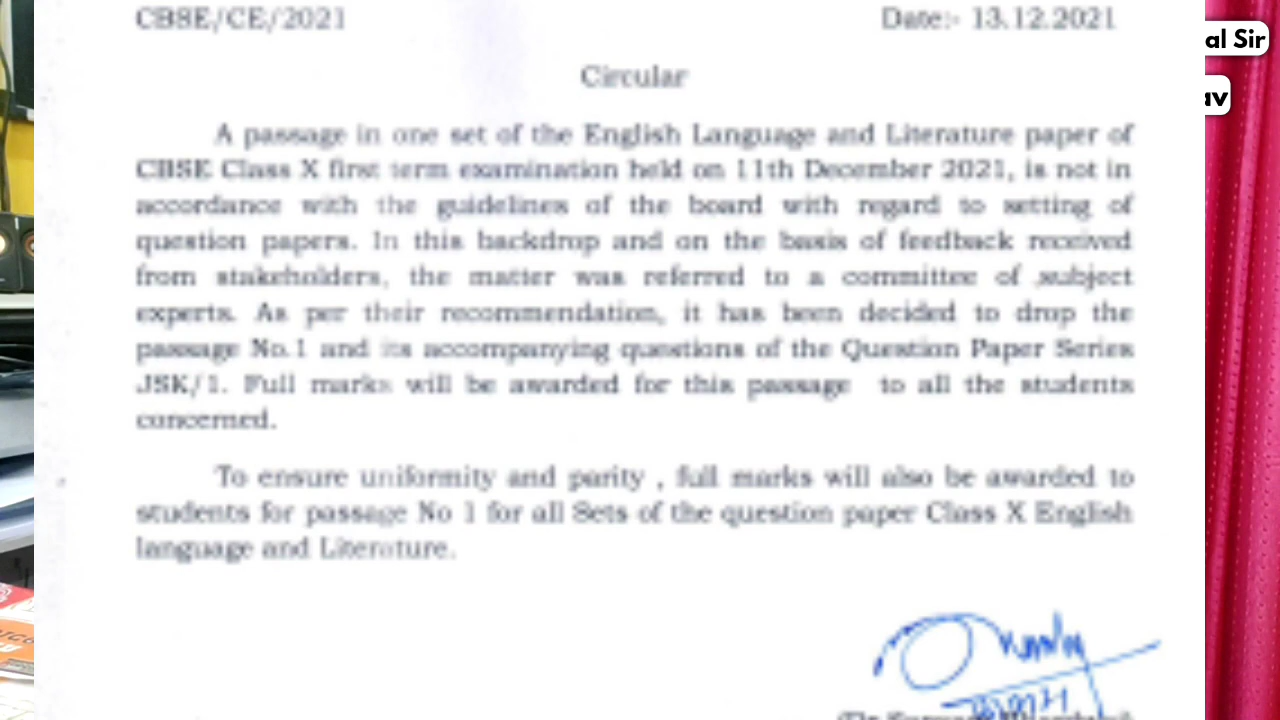 CBSE/CE/2021 Date:- 13.12.2021
al Sir
av
Circular
A passage in one set of the English Language and Literature paper of
CBSE Class X first term examination held on 11th December 2021, is not in
accordance with the guidelines of the board with regard to setting of
question papers. In this backdrop and on the basis of feedback received
from stakeholders, the matter was referred to a committee of subject
experts. As per their recommendation, it has been decided to drop the
passage No.1 and its accompanying questions of the Question Paper Series
JSK/1. Full marks will be awarded for this passage to all the students
concerned.
To ensure uniformity and parity , full marks will also be awarded to
students for passage No 1 for all Sets of the question paper Class X English
language and Literature.